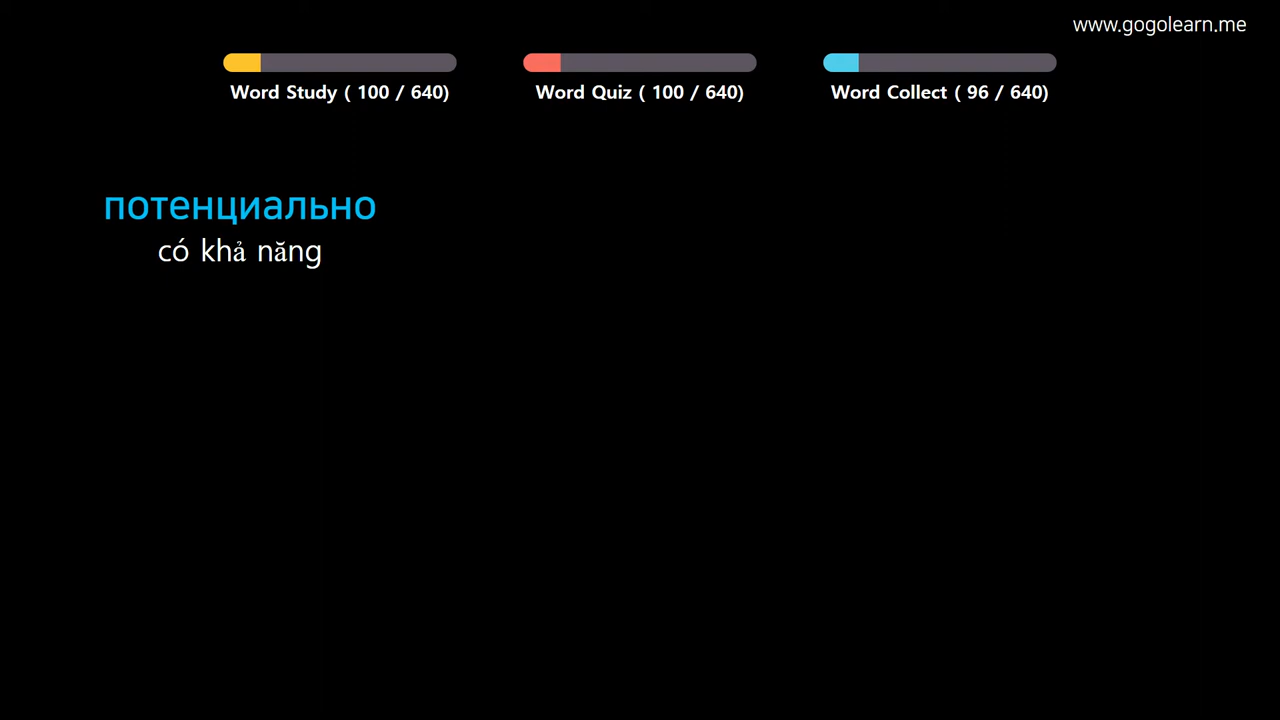 www.gogolearn.me
Word Study ( 100 / 640)
Word Quiz ( 100 / 640)
Word Collect ( 96 / 640)
потенциально
có khả năng